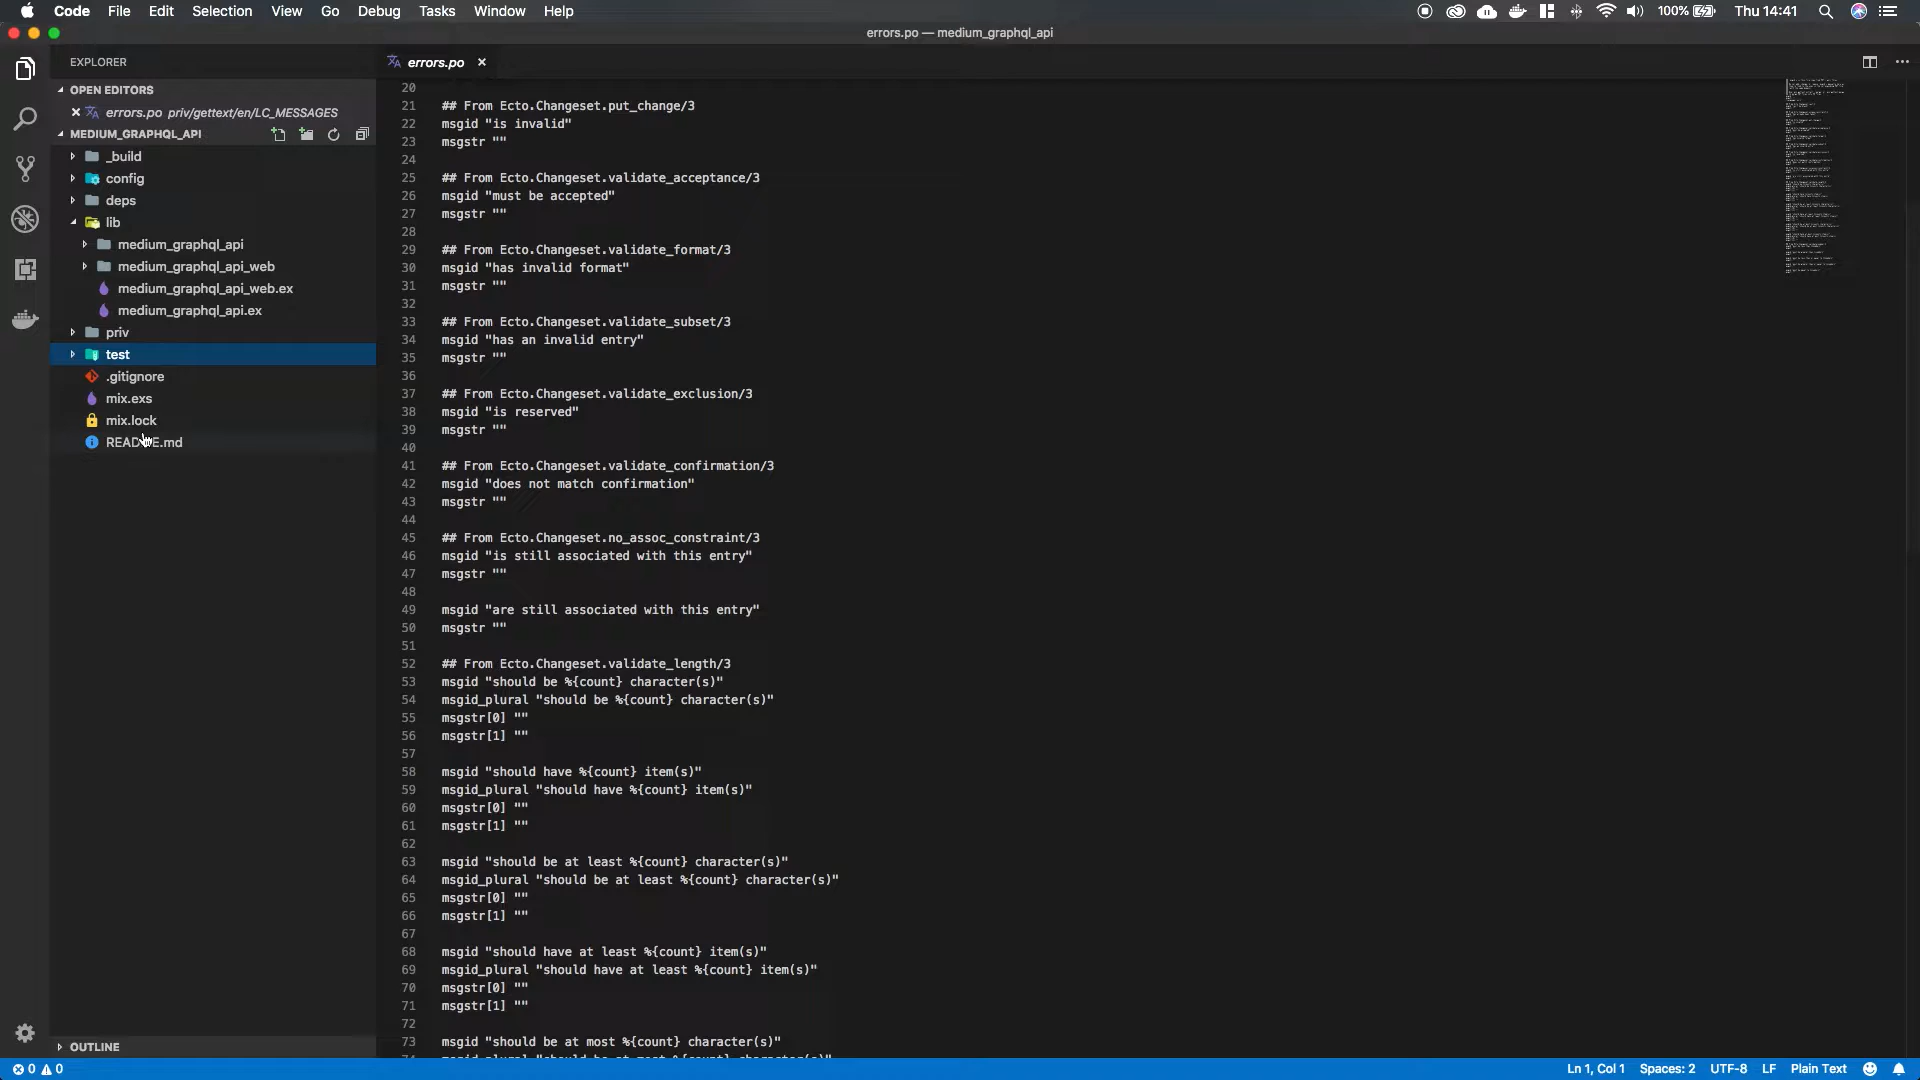 Code File Edit Selection View Go Debug Tasks Window Help 100% Thu 14:41
errors.po — medium_graphql_api
EXPLORER
OPEN EDITORS
errors.po priv/gettext/en/LC_MESSAGES
MEDIUM_GRAPHQL_API
_build
config
deps
lib
medium_graphql_api
medium_graphql_api_web
medium_graphql_api_web.ex
medium_graphql_api.ex
priv
test
.gitignore
mix.exs
mix.lock
README.md
OUTLINE
errors.po
20
21 ## From Ecto.Changeset.put_change/3
22 msgid "is invalid"
23 msgstr ""
24
25 ## From Ecto.Changeset.validate_acceptance/3
26 msgid "must be accepted"
27 msgstr ""
28
29 ## From Ecto.Changeset.validate_format/3
30 msgid "has invalid format"
31 msgstr ""
32
33 ## From Ecto.Changeset.validate_subset/3
34 msgid "has an invalid entry"
35 msgstr ""
36
37 ## From Ecto.Changeset.validate_exclusion/3
38 msgid "is reserved"
39 msgstr ""
40
41 ## From Ecto.Changeset.validate_confirmation/3
42 msgid "does not match confirmation"
43 msgstr ""
44
45 ## From Ecto.Changeset.no_assoc_constraint/3
46 msgid "is still associated with this entry"
47 msgstr ""
48
49 msgid "are still associated with this entry"
50 msgstr ""
51
52 ## From Ecto.Changeset.validate_length/3
53 msgid "should be %{count} character(s)"
54 msgid_plural "should be %{count} character(s)"
55 msgstr[0] ""
56 msgstr[1] ""
57
58 msgid "should have %{count} item(s)"
59 msgid_plural "should have %{count} item(s)"
60 msgstr[0] ""
61 msgstr[1] ""
62
63 msgid "should be at least %{count} character(s)"
64 msgid_plural "should be at least %{count} character(s)"
65 msgstr[0] ""
66 msgstr[1] ""
67
68 msgid "should have at least %{count} item(s)"
69 msgid_plural "should have at least %{count} item(s)"
70 msgstr[0] ""
71 msgstr[1] ""
72
73 msgid "should be at most %{count} character(s)"
74 msgid_plural "should be at most %{count} character(s)"
0 0 Ln 1, Col 1 Spaces: 2 UTF-8 LF Plain Text